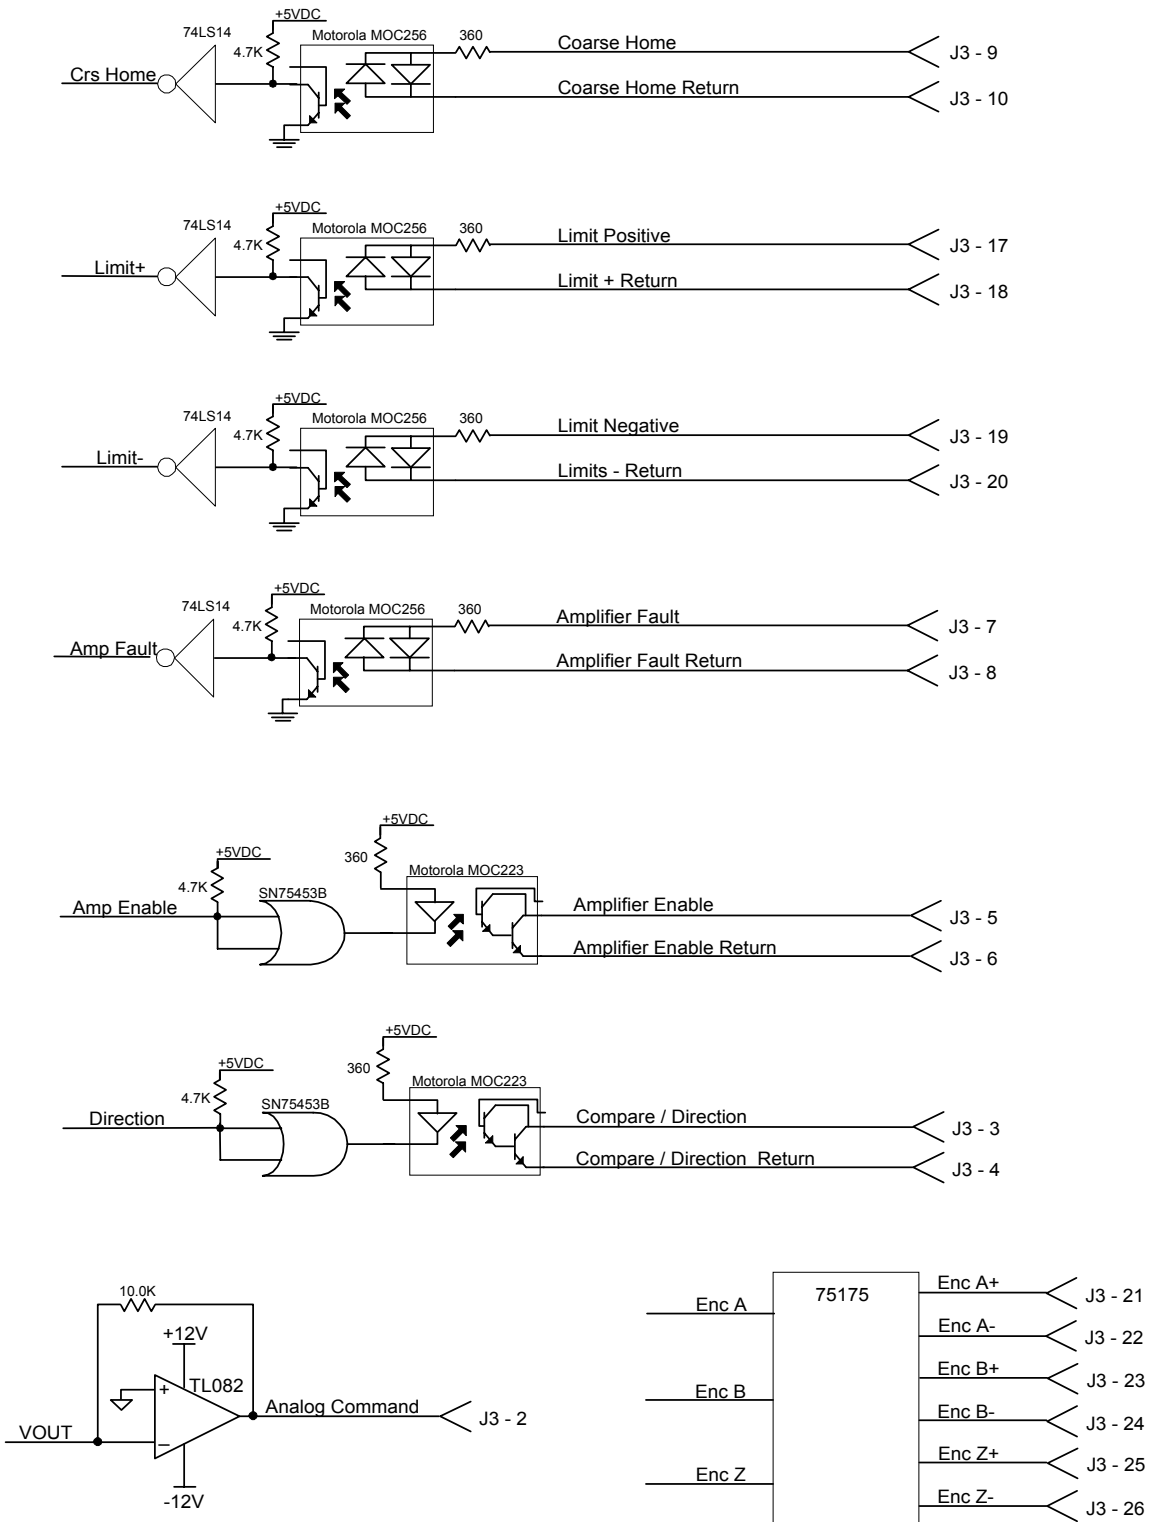 +5VDC
74LS14
4.7K
Motorola MOC256
360
Coarse Home
J3 - 9
Crs Home
Coarse Home Return
J3 - 10
+5VDC
74LS14
4.7K
Motorola MOC256
360
Limit Positive
J3 - 17
Limit+
Limit + Return
J3 - 18
+5VDC
74LS14
4.7K
Motorola MOC256
360
Limit Negative
J3 - 19
Limit-
Limits - Return
J3 - 20
+5VDC
74LS14
4.7K
Motorola MOC256
360
Amplifier Fault
J3 - 7
Amp Fault
Amplifier Fault Return
J3 - 8
+5VDC
+5VDC
360
Motorola MOC223
4.7K
SN75453B
Amp Enable
Amplifier Enable
J3 - 5
Amplifier Enable Return
J3 - 6
+5VDC
+5VDC
360
Motorola MOC223
4.7K
SN75453B
Direction
Compare / Direction
J3 - 3
Compare / Direction Return
J3 - 4
10.0K
+12V
+
TL082
Analog Command
J3 - 2
VOUT
–
-12V
75175
Enc A
Enc A+
J3 - 21
Enc A-
J3 - 22
Enc B
Enc B+
J3 - 23
Enc B-
J3 - 24
Enc Z
Enc Z+
J3 - 25
Enc Z-
J3 - 26